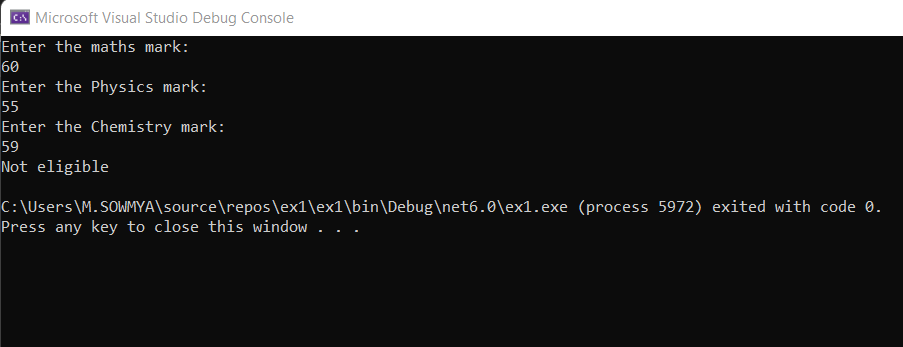 C:\ Microsoft Visual Studio Debug Console
Enter the maths mark:
60
Enter the Physics mark:
55
Enter the Chemistry mark:
59
Not eligible
C:\Users\M.SOWMYA\source\repos\ex1\ex1\bin\Debug\net6.0\ex1.exe (process 5972) exited with code 0.
Press any key to close this window . . .